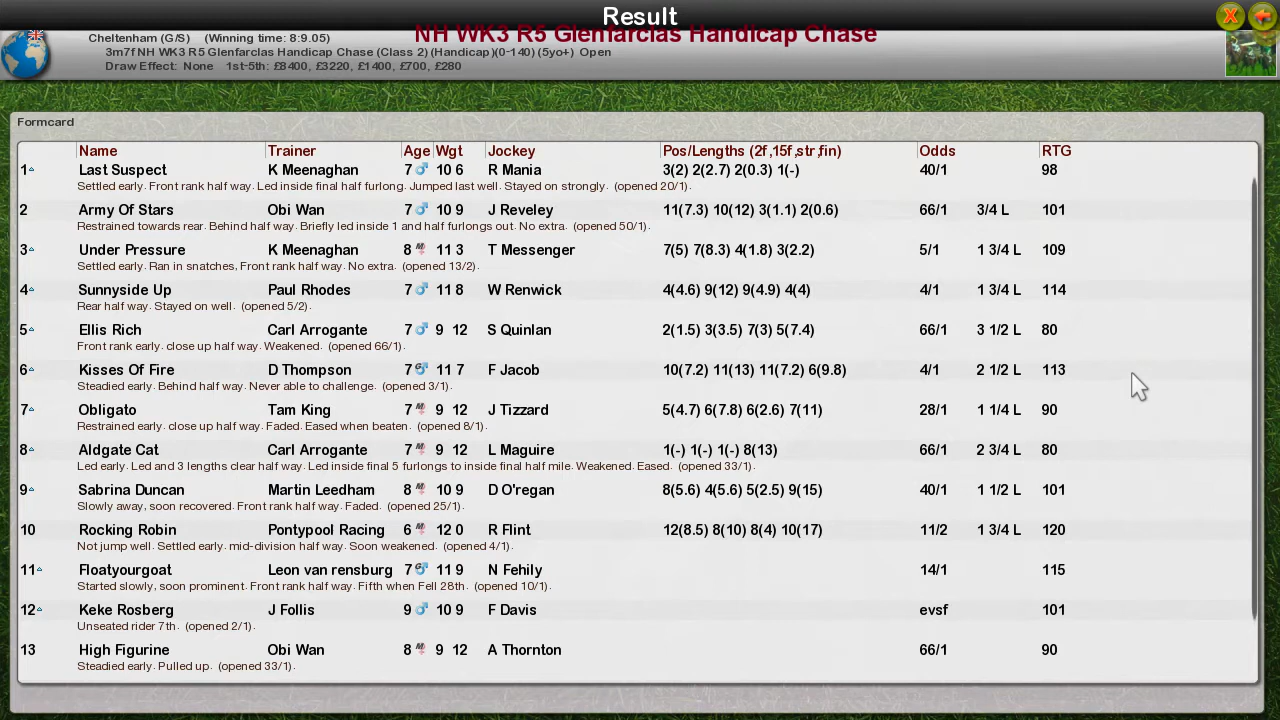 Result
NH WK3 R5 Glenfarclas Handicap Chase
Cheltenham (G/S) (Winning time: 8:9.05)
3m7f NH WK3 R5 Glenfarclas Handicap Chase (Class 2) (Handicap)(0-140) (5yo+) Open
Draw Effect: None 1st-5th: £8400, £3220, £1400, £700, £280
Formcard
Name Trainer Age Wgt Jockey Pos/Lengths (2f,15f,str,fin) Odds RTG
1 Last Suspect K Meenaghan 7 10 6 R Mania 3(2) 2(2.7) 2(0.3) 1(-) 40/1 98
Settled early. Front rank half way. Led inside final half furlong. Jumped last well. Stayed on strongly. (opened 20/1).
2 Army Of Stars Obi Wan 7 10 9 J Reveley 11(7.3) 10(12) 3(1.1) 2(0.6) 66/1 3/4 L 101
Restrained towards rear. Behind half way. Briefly led inside 1 and half furlongs out. No extra. (opened 50/1).
3 Under Pressure K Meenaghan 8 11 3 T Messenger 7(5) 7(8.3) 4(1.8) 3(2.2) 5/1 1 3/4 L 109
Settled early. Ran in snatches, Front rank half way. No extra. (opened 13/2).
4 Sunnyside Up Paul Rhodes 7 11 8 W Renwick 4(4.6) 9(12) 9(4.9) 4(4) 4/1 1 3/4 L 114
Rear half way. Stayed on well. (opened 5/2).
5 Ellis Rich Carl Arrogante 7 9 12 S Quinlan 2(1.5) 3(3.5) 7(3) 5(7.4) 66/1 3 1/2 L 80
Front rank early. close up half way. Weakened. (opened 66/1).
6 Kisses Of Fire D Thompson 7 11 7 F Jacob 10(7.2) 11(13) 11(7.2) 6(9.8) 4/1 2 1/2 L 113
Steadied early. Behind half way. Never able to challenge. (opened 3/1).
7 Obligato Tam King 7 9 12 J Tizzard 5(4.7) 6(7.8) 6(2.6) 7(11) 28/1 1 1/4 L 90
Restrained early. close up half way. Faded. Eased when beaten. (opened 8/1).
8 Aldgate Cat Carl Arrogante 7 9 12 L Maguire 1(-) 1(-) 1(-) 8(13) 66/1 2 3/4 L 80
Led early. Led and 3 lengths clear half way. Led inside final 5 furlongs to inside final half mile. Weakened. Eased. (opened 33/1).
9 Sabrina Duncan Martin Leedham 8 10 9 D O'regan 8(5.6) 4(5.6) 5(2.5) 9(15) 40/1 1 1/2 L 101
Slowly away, soon recovered. Front rank half way. Faded. (opened 25/1).
10 Rocking Robin Pontypool Racing 6 12 0 R Flint 12(8.5) 8(10) 8(4) 10(17) 11/2 1 3/4 L 120
Not jump well. Settled early. mid-division half way. Soon weakened. (opened 4/1).
11 Floatyourgoat Leon van rensburg 7 11 9 N Fehily 14/1 115
Started slowly, soon prominent. Front rank half way. Fifth when Fell 28th. (opened 10/1).
12 Keke Rosberg J Follis 9 10 9 F Davis evsf 101
Unseated rider 7th. (opened 2/1).
13 High Figurine Obi Wan 8 9 12 A Thornton 66/1 90
Steadied early. Pulled up. (opened 33/1).